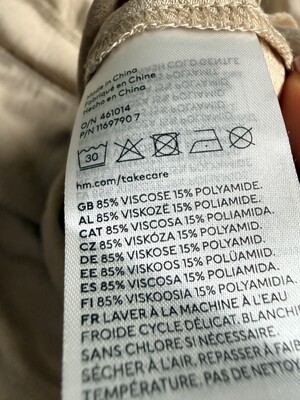 Made in China
Fabriqué en Chine
Hecho en China
O/N 461014
P/N 1169790 7
30
hm.com/takecare
GB 85% VISCOSE 15% POLYAMIDE.
AL 85% VISKOZË 15% POLIAMIDE.
CAT 85% VISCOSA 15% POLIAMIDA.
CZ 85% VISKÓZA 15% POLYAMID.
DE 85% VISKOSE 15% POLYAMID.
EE 85% VISKOOS 15% POLÜAMIID.
ES 85% VISCOSA 15% POLIAMIDA.
FI 85% VISKOOSIA 15% POLYAMIDIA.
FR LAVER À LA MACHINE À L'EAU
FROIDE CYCLE DÉLICAT, BLANCHIR
SANS CHLORE SI NÉCESSAIRE.
SÉCHER À L'AIR, REPASSER À FAIB
TEMPÉRATURE, PAS DE NETTOY